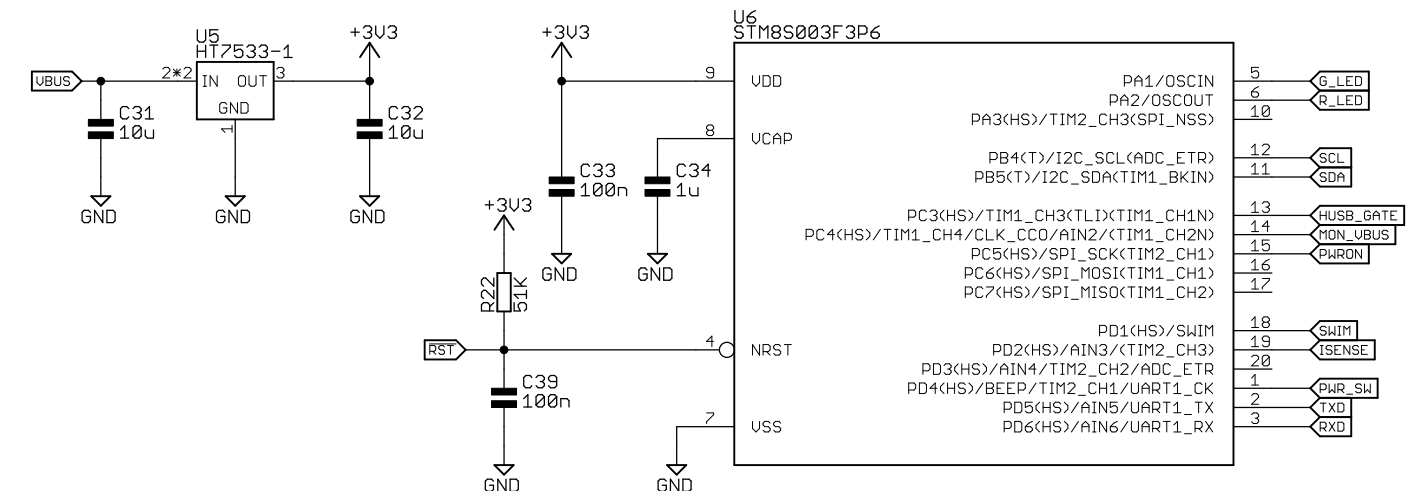 U5
HT7533-1
VBUS
2*2
IN
OUT
3
GND
1
+3V3
C31
10u
C32
10u
GND
GND
GND
+3V3
C33
100n
C34
1u
GND
GND
+3V3
R22
51K
RST
C39
100n
GND
GND
U6
STM8S003F3P6
9
VDD
8
VCAP
4
NRST
7
VSS
PA1/OSCIN 5 G_LED
PA2/OSCOUT 6 R_LED
PA3(HS)/TIM2_CH3(SPI_NSS) 10
PB4(T)/I2C_SCL(ADC_ETR) 12 SCL
PB5(T)/I2C_SDA(TIM1_BKIN) 11 SDA
PC3(HS)/TIM1_CH3(TLI)(TIM1_CH1N) 13 HUSB_GATE
PC4(HS)/TIM1_CH4/CLK_CCO/AIN2/(TIM1_CH2N) 14 MON_VBUS
PC5(HS)/SPI_SCK(TIM2_CH1) 15 PWRON
PC6(HS)/SPI_MOSI(TIM1_CH1) 16
PC7(HS)/SPI_MISO(TIM1_CH2) 17
PD1(HS)/SWIM 18 SWIM
PD2(HS)/AIN3/(TIM2_CH3) 19 ISENSE
PD3(HS)/AIN4/TIM2_CH2/ADC_ETR 20
PD4(HS)/BEEP/TIM2_CH1/UART1_CK 1 PWR_SW
PD5(HS)/AIN5/UART1_TX 2 TXD
PD6(HS)/AIN6/UART1_RX 3 RXD